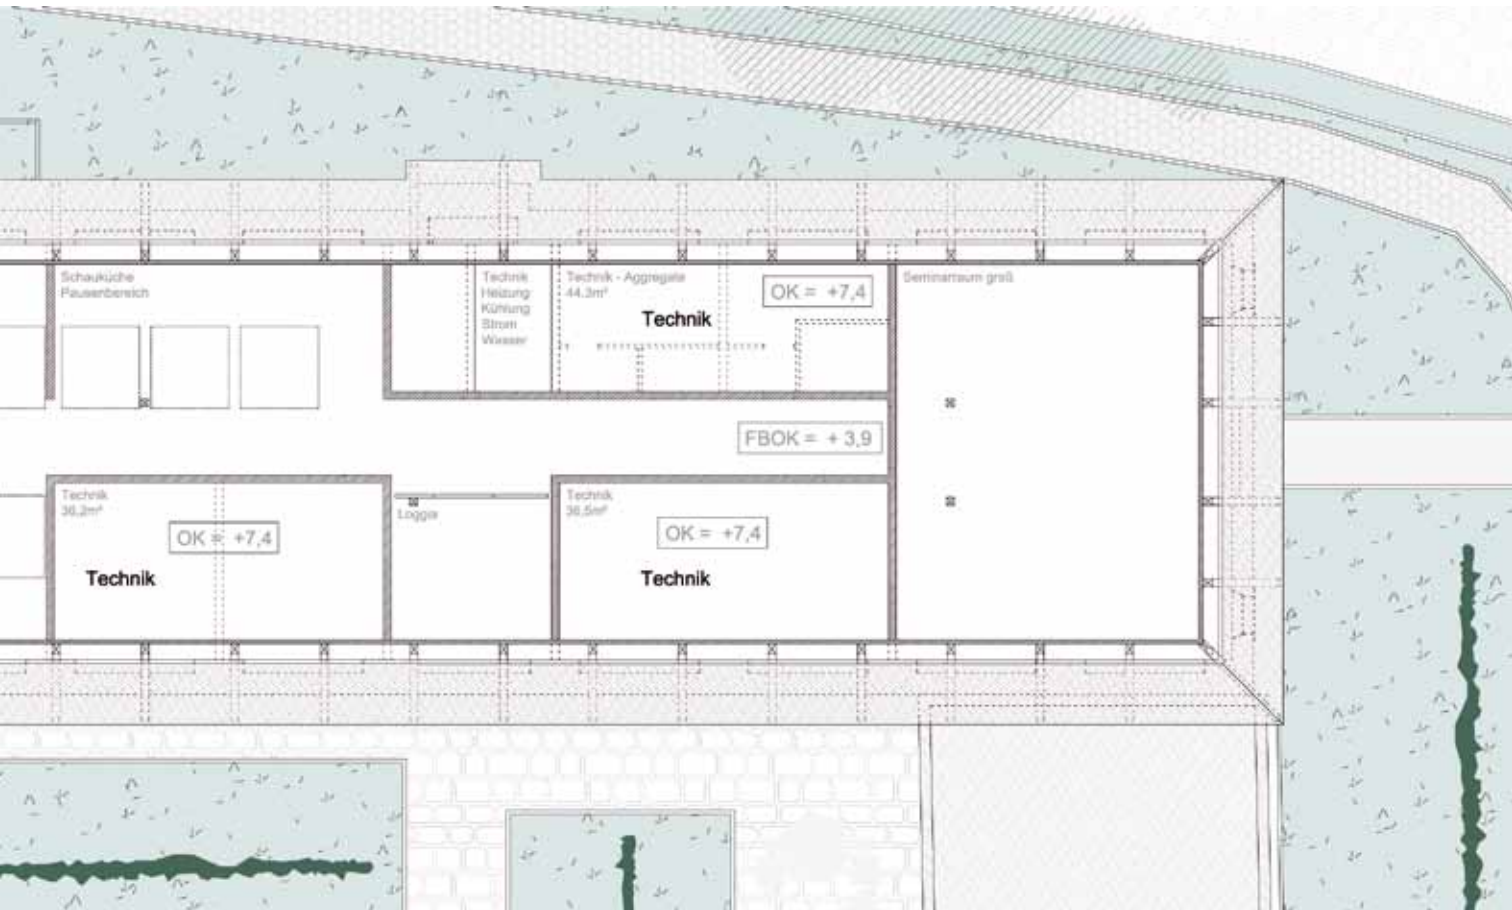 Schauküche
Pausenbereich
Technik
Heizung
Kühlung
Strom
Wasser
Technik - Aggregate
44.3m²
OK = +7,4
Technik
Seminarraum groß
FBOK = + 3,9
Technik
36,2m²
OK = +7,4
Technik
Loggia
Technik
36,5m²
OK = +7,4
Technik